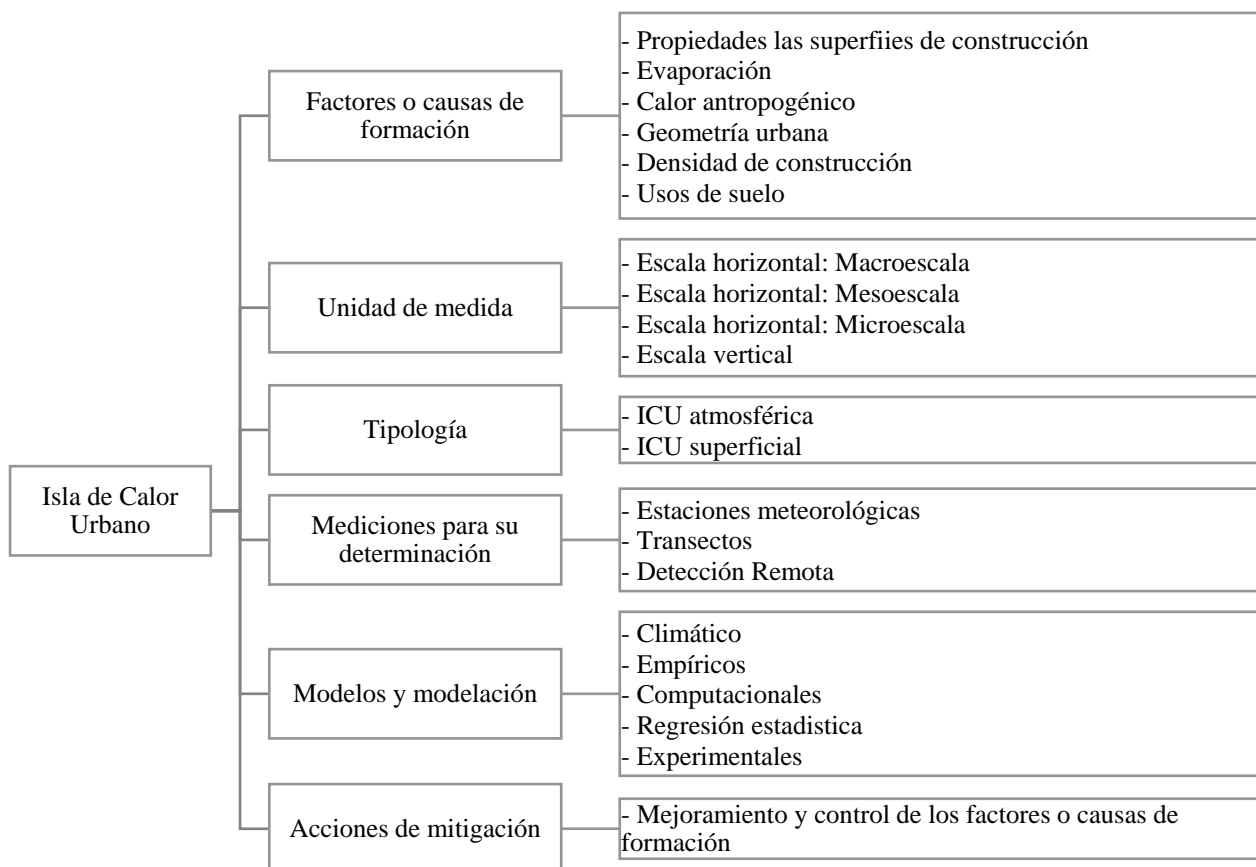 Isla de Calor
Urbano
Factores o causas de
formación
- Propiedades las superfiies de construcción
- Evaporación
- Calor antropogénico
- Geometría urbana
- Densidad de construcción
- Usos de suelo
Unidad de medida
- Escala horizontal: Macroescala
- Escala horizontal: Mesoescala
- Escala horizontal: Microescala
- Escala vertical
Tipología
- ICU atmosférica
- ICU superficial
Mediciones para su
determinación
- Estaciones meteorológicas
- Transectos
- Detección Remota
Modelos y modelación
- Climático
- Empíricos
- Computacionales
- Regresión estadistica
- Experimentales
Acciones de mitigación
- Mejoramiento y control de los factores o causas de
formación